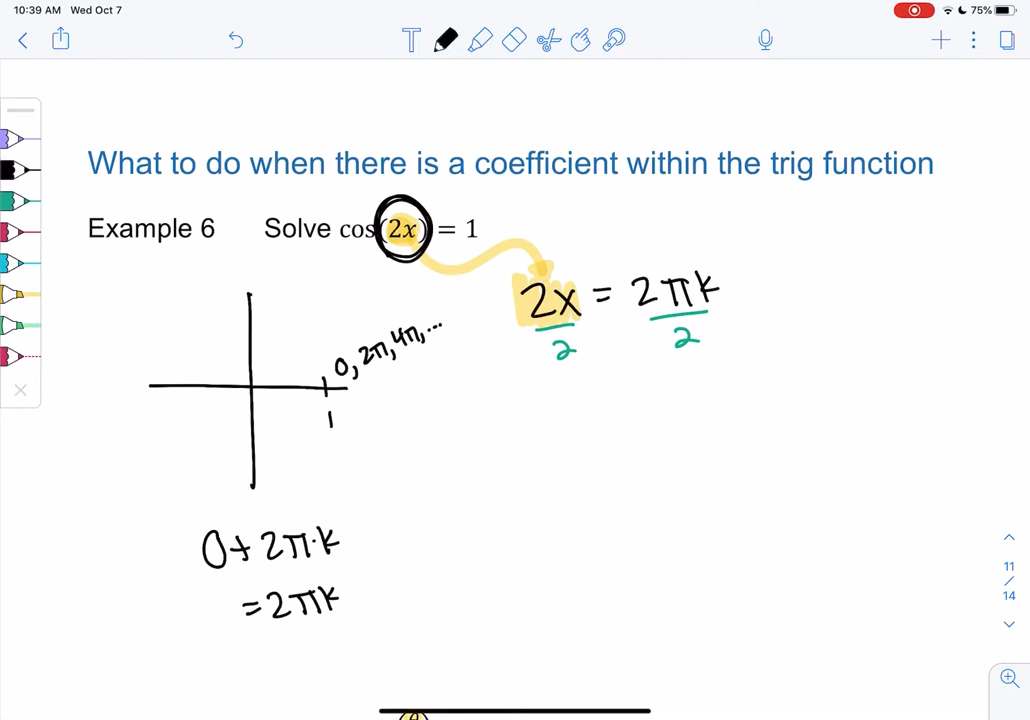 10:39 AM Wed Oct 7
75%
T
What to do when there is a coefficient within the trig function
Example 6 Solve cos(2x) = 1
2x = 2πk
2 2
0, 2π, 4π, ...
1
0 + 2π·k
= 2πk
11
/
14